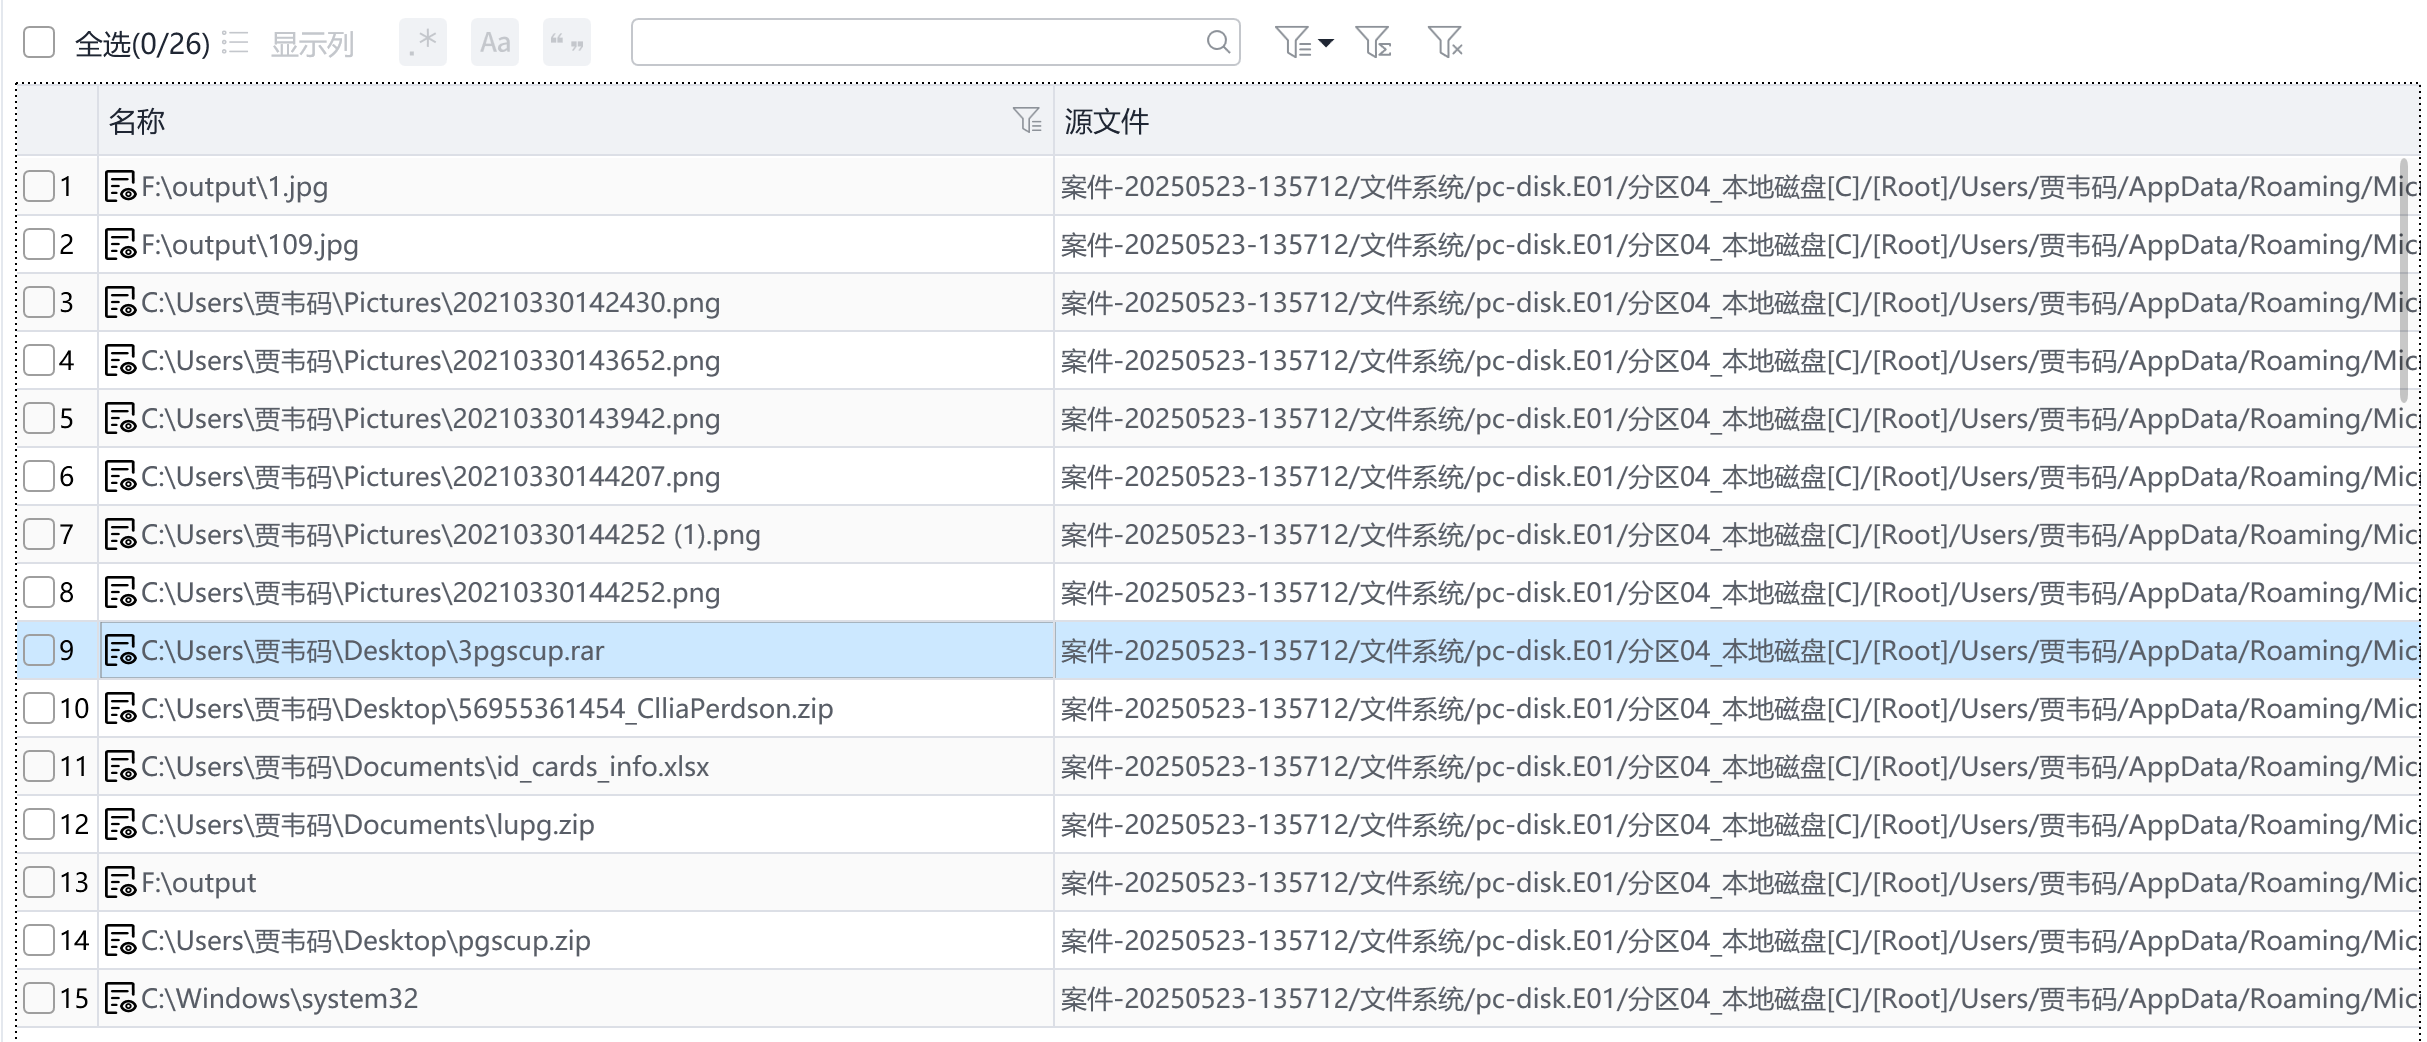 全选(0/26) 显示列 .* Aa “ ”
名称 源文件
1 F:\output\1.jpg 案件-20250523-135712/文件系统/pc-disk.E01/分区04_本地磁盘[C]/[Root]/Users/贾韦码/AppData/Roaming/Mic
2 F:\output\109.jpg 案件-20250523-135712/文件系统/pc-disk.E01/分区04_本地磁盘[C]/[Root]/Users/贾韦码/AppData/Roaming/Mic
3 C:\Users\贾韦码\Pictures\20210330142430.png 案件-20250523-135712/文件系统/pc-disk.E01/分区04_本地磁盘[C]/[Root]/Users/贾韦码/AppData/Roaming/Mic
4 C:\Users\贾韦码\Pictures\20210330143652.png 案件-20250523-135712/文件系统/pc-disk.E01/分区04_本地磁盘[C]/[Root]/Users/贾韦码/AppData/Roaming/Mic
5 C:\Users\贾韦码\Pictures\20210330143942.png 案件-20250523-135712/文件系统/pc-disk.E01/分区04_本地磁盘[C]/[Root]/Users/贾韦码/AppData/Roaming/Mic
6 C:\Users\贾韦码\Pictures\20210330144207.png 案件-20250523-135712/文件系统/pc-disk.E01/分区04_本地磁盘[C]/[Root]/Users/贾韦码/AppData/Roaming/Mic
7 C:\Users\贾韦码\Pictures\20210330144252 (1).png 案件-20250523-135712/文件系统/pc-disk.E01/分区04_本地磁盘[C]/[Root]/Users/贾韦码/AppData/Roaming/Mic
8 C:\Users\贾韦码\Pictures\20210330144252.png 案件-20250523-135712/文件系统/pc-disk.E01/分区04_本地磁盘[C]/[Root]/Users/贾韦码/AppData/Roaming/Mic
9 C:\Users\贾韦码\Desktop\3pgscup.rar 案件-20250523-135712/文件系统/pc-disk.E01/分区04_本地磁盘[C]/[Root]/Users/贾韦码/AppData/Roaming/Mic
10 C:\Users\贾韦码\Desktop\56955361454_ClliaPerdson.zip 案件-20250523-135712/文件系统/pc-disk.E01/分区04_本地磁盘[C]/[Root]/Users/贾韦码/AppData/Roaming/Mic
11 C:\Users\贾韦码\Documents\id_cards_info.xlsx 案件-20250523-135712/文件系统/pc-disk.E01/分区04_本地磁盘[C]/[Root]/Users/贾韦码/AppData/Roaming/Mic
12 C:\Users\贾韦码\Documents\lupg.zip 案件-20250523-135712/文件系统/pc-disk.E01/分区04_本地磁盘[C]/[Root]/Users/贾韦码/AppData/Roaming/Mic
13 F:\output 案件-20250523-135712/文件系统/pc-disk.E01/分区04_本地磁盘[C]/[Root]/Users/贾韦码/AppData/Roaming/Mic
14 C:\Users\贾韦码\Desktop\pgscup.zip 案件-20250523-135712/文件系统/pc-disk.E01/分区04_本地磁盘[C]/[Root]/Users/贾韦码/AppData/Roaming/Mic
15 C:\Windows\system32 案件-20250523-135712/文件系统/pc-disk.E01/分区04_本地磁盘[C]/[Root]/Users/贾韦码/AppData/Roaming/Mic